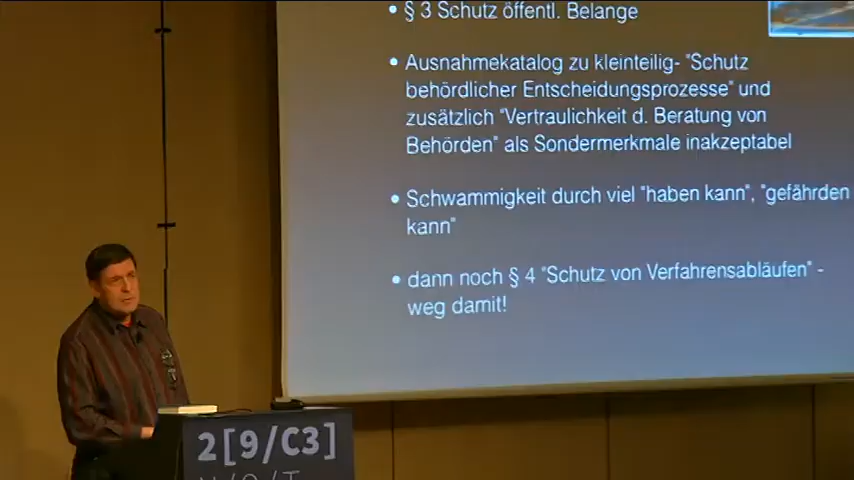 • § 3 Schutz öffentl. Belange
• Ausnahmekatalog zu kleinteilig- "Schutz
behördlicher Entscheidungsprozesse" und
zusätzlich "Vertraulichkeit d. Beratung von
Behörden" als Sondermerkmale inakzeptabel
• Schwammigkeit durch viel "haben kann", "gefährden
kann"
• dann noch § 4 "Schutz von Verfahrensabläufen" -
weg damit!
2[9/C3]